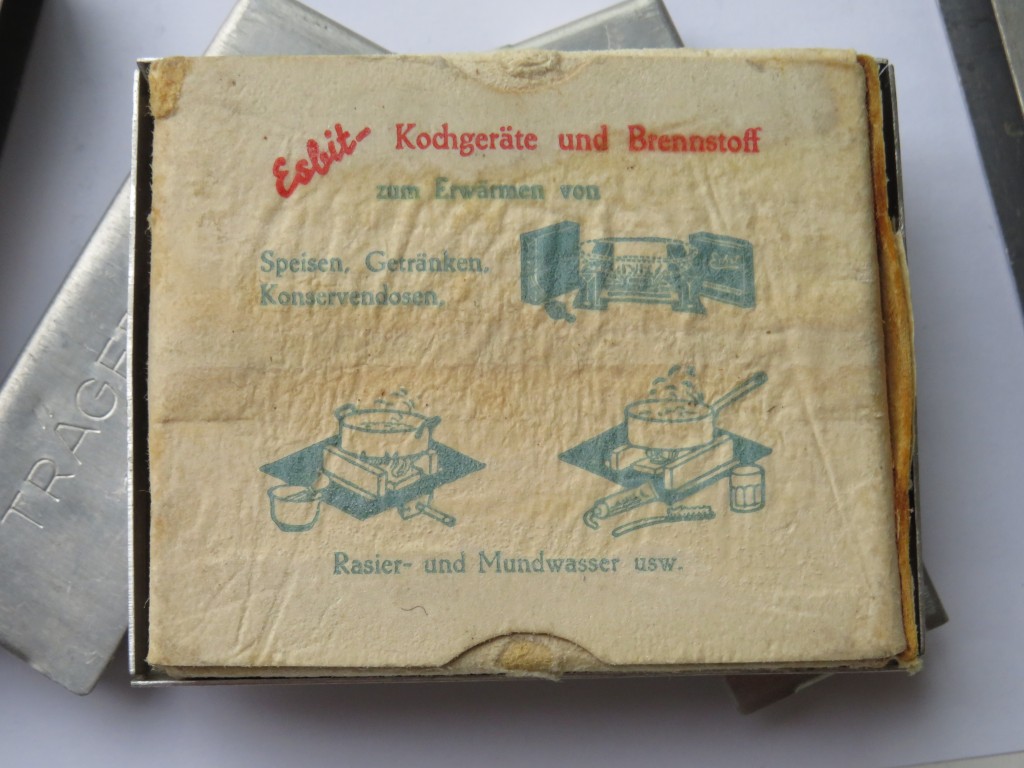 Esbit- Kochgeräte und Brennstoff
zum Erwärmen von
Speisen, Getränken,
Konservendosen,
Rasier- und Mundwasser usw.
TRÄGE